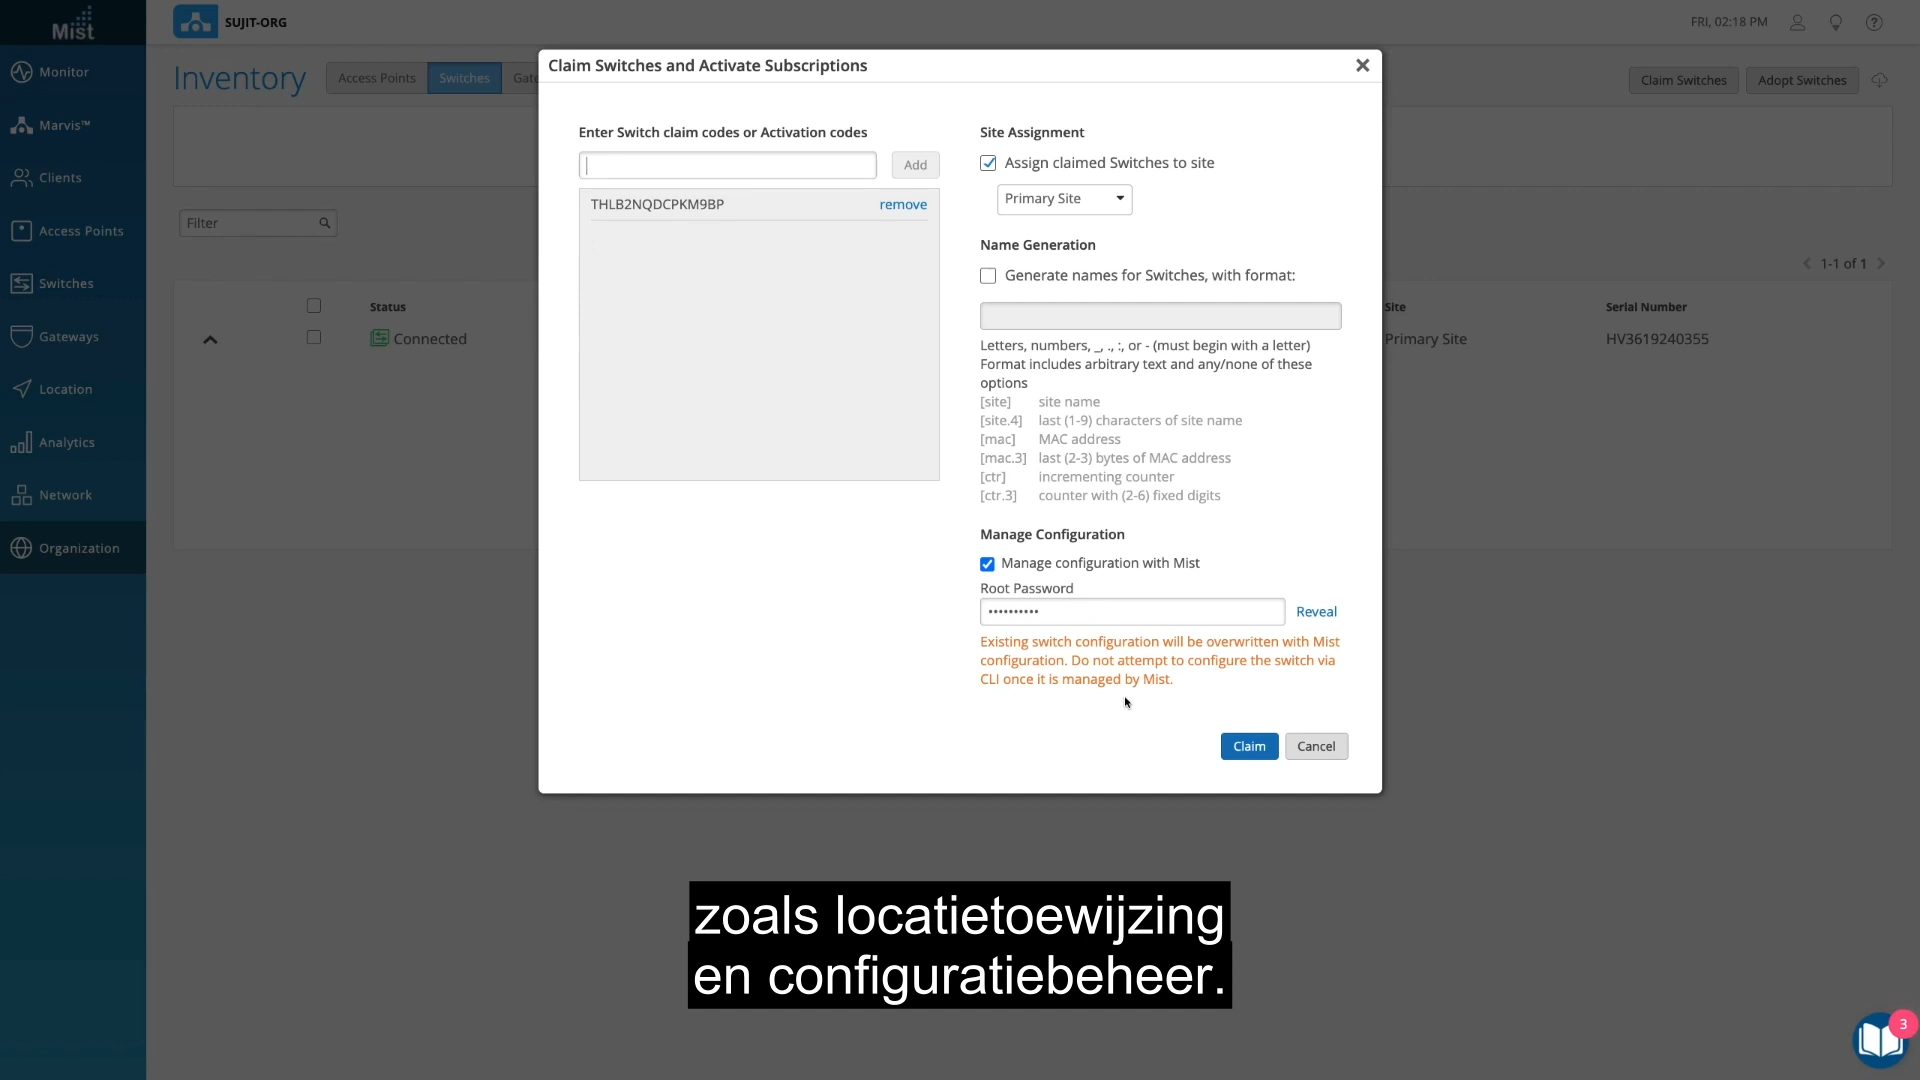 Mist
SUJIT-ORG
FRI, 02:18 PM
Monitor
Marvis™
Clients
Access Points
Switches
Gateways
Location
Analytics
Network
Organization
Inventory
Access Points
Switches
Claim Switches
Adopt Switches
Filter
1-1 of 1
Status
Site
Serial Number
Connected
Primary Site
HV3619240355
Claim Switches and Activate Subscriptions
Enter Switch claim codes or Activation codes
Add
THLB2NQDCPKM9BP
remove
Site Assignment
Assign claimed Switches to site
Primary Site
Name Generation
Generate names for Switches, with format:
Letters, numbers, _, ., :, or - (must begin with a letter)
Format includes arbitrary text and any/none of these
options
[site] site name
[site.4] last (1-9) characters of site name
[mac] MAC address
[mac.3] last (2-3) bytes of MAC address
[ctr] incrementing counter
[ctr.3] counter with (2-6) fixed digits
Manage Configuration
Manage configuration with Mist
Root Password
••••••••••
Reveal
Existing switch configuration will be overwritten with Mist
configuration. Do not attempt to configure the switch via
CLI once it is managed by Mist.
Claim
Cancel
zoals locatietoewijzing
en configuratiebeheer.
3